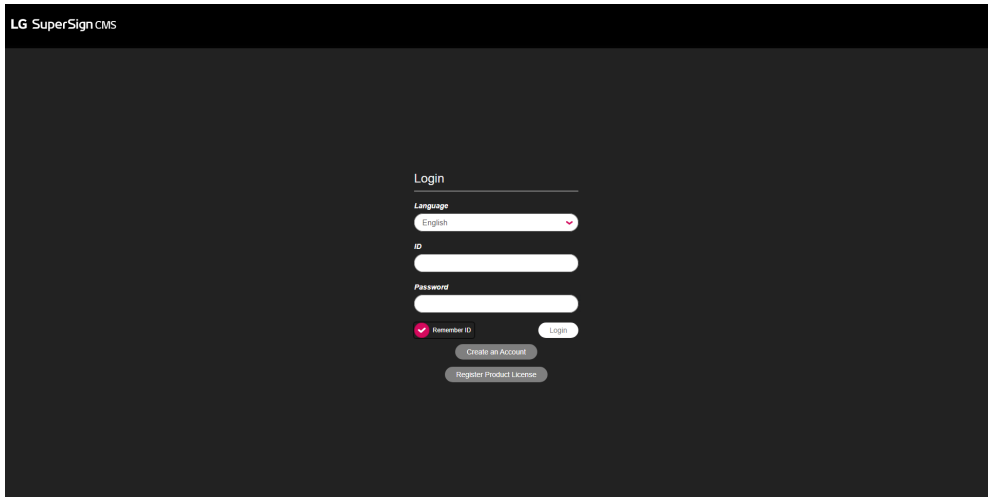 LG SuperSign CMS
Login
Language
English
ID
Password
Remember ID
Login
Create an Account
Register Product License